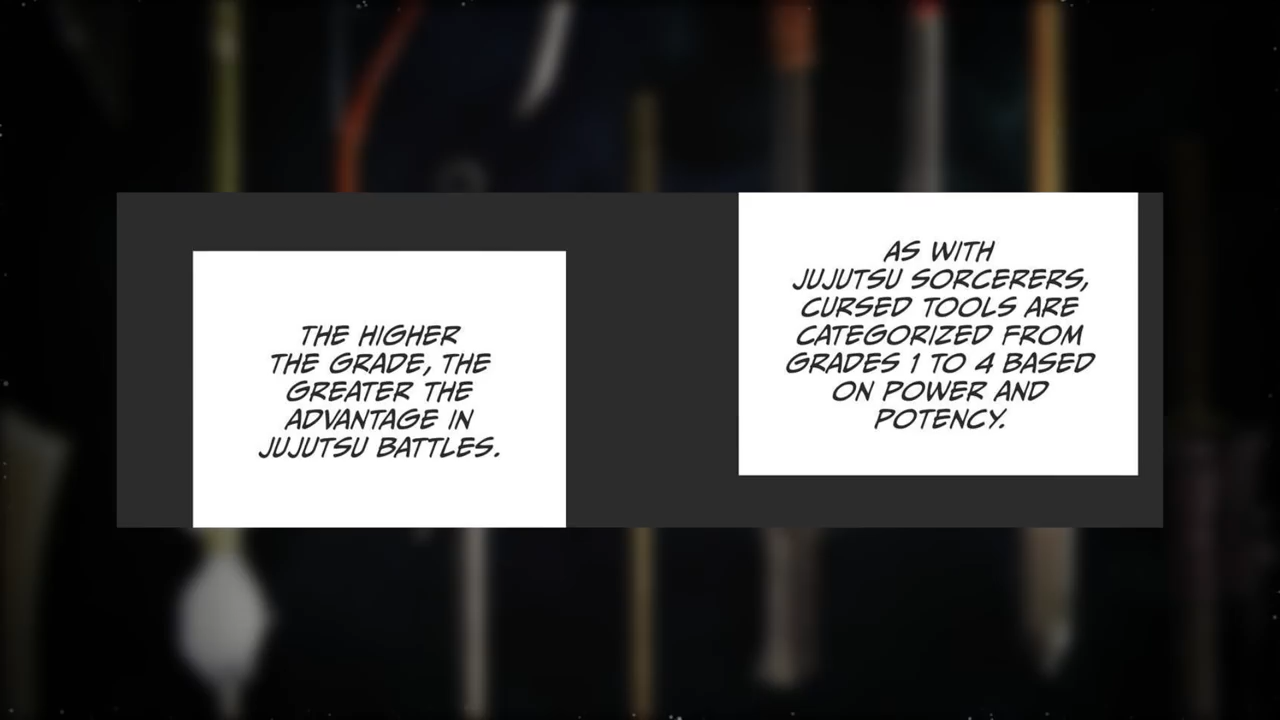 AS WITH
JUJUTSU SORCERERS,
CURSED TOOLS ARE
CATEGORIZED FROM
GRADES 1 TO 4 BASED
ON POWER AND
POTENCY.
THE HIGHER
THE GRADE, THE
GREATER THE
ADVANTAGE IN
JUJUTSU BATTLES.